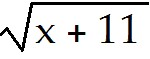 √x + 11